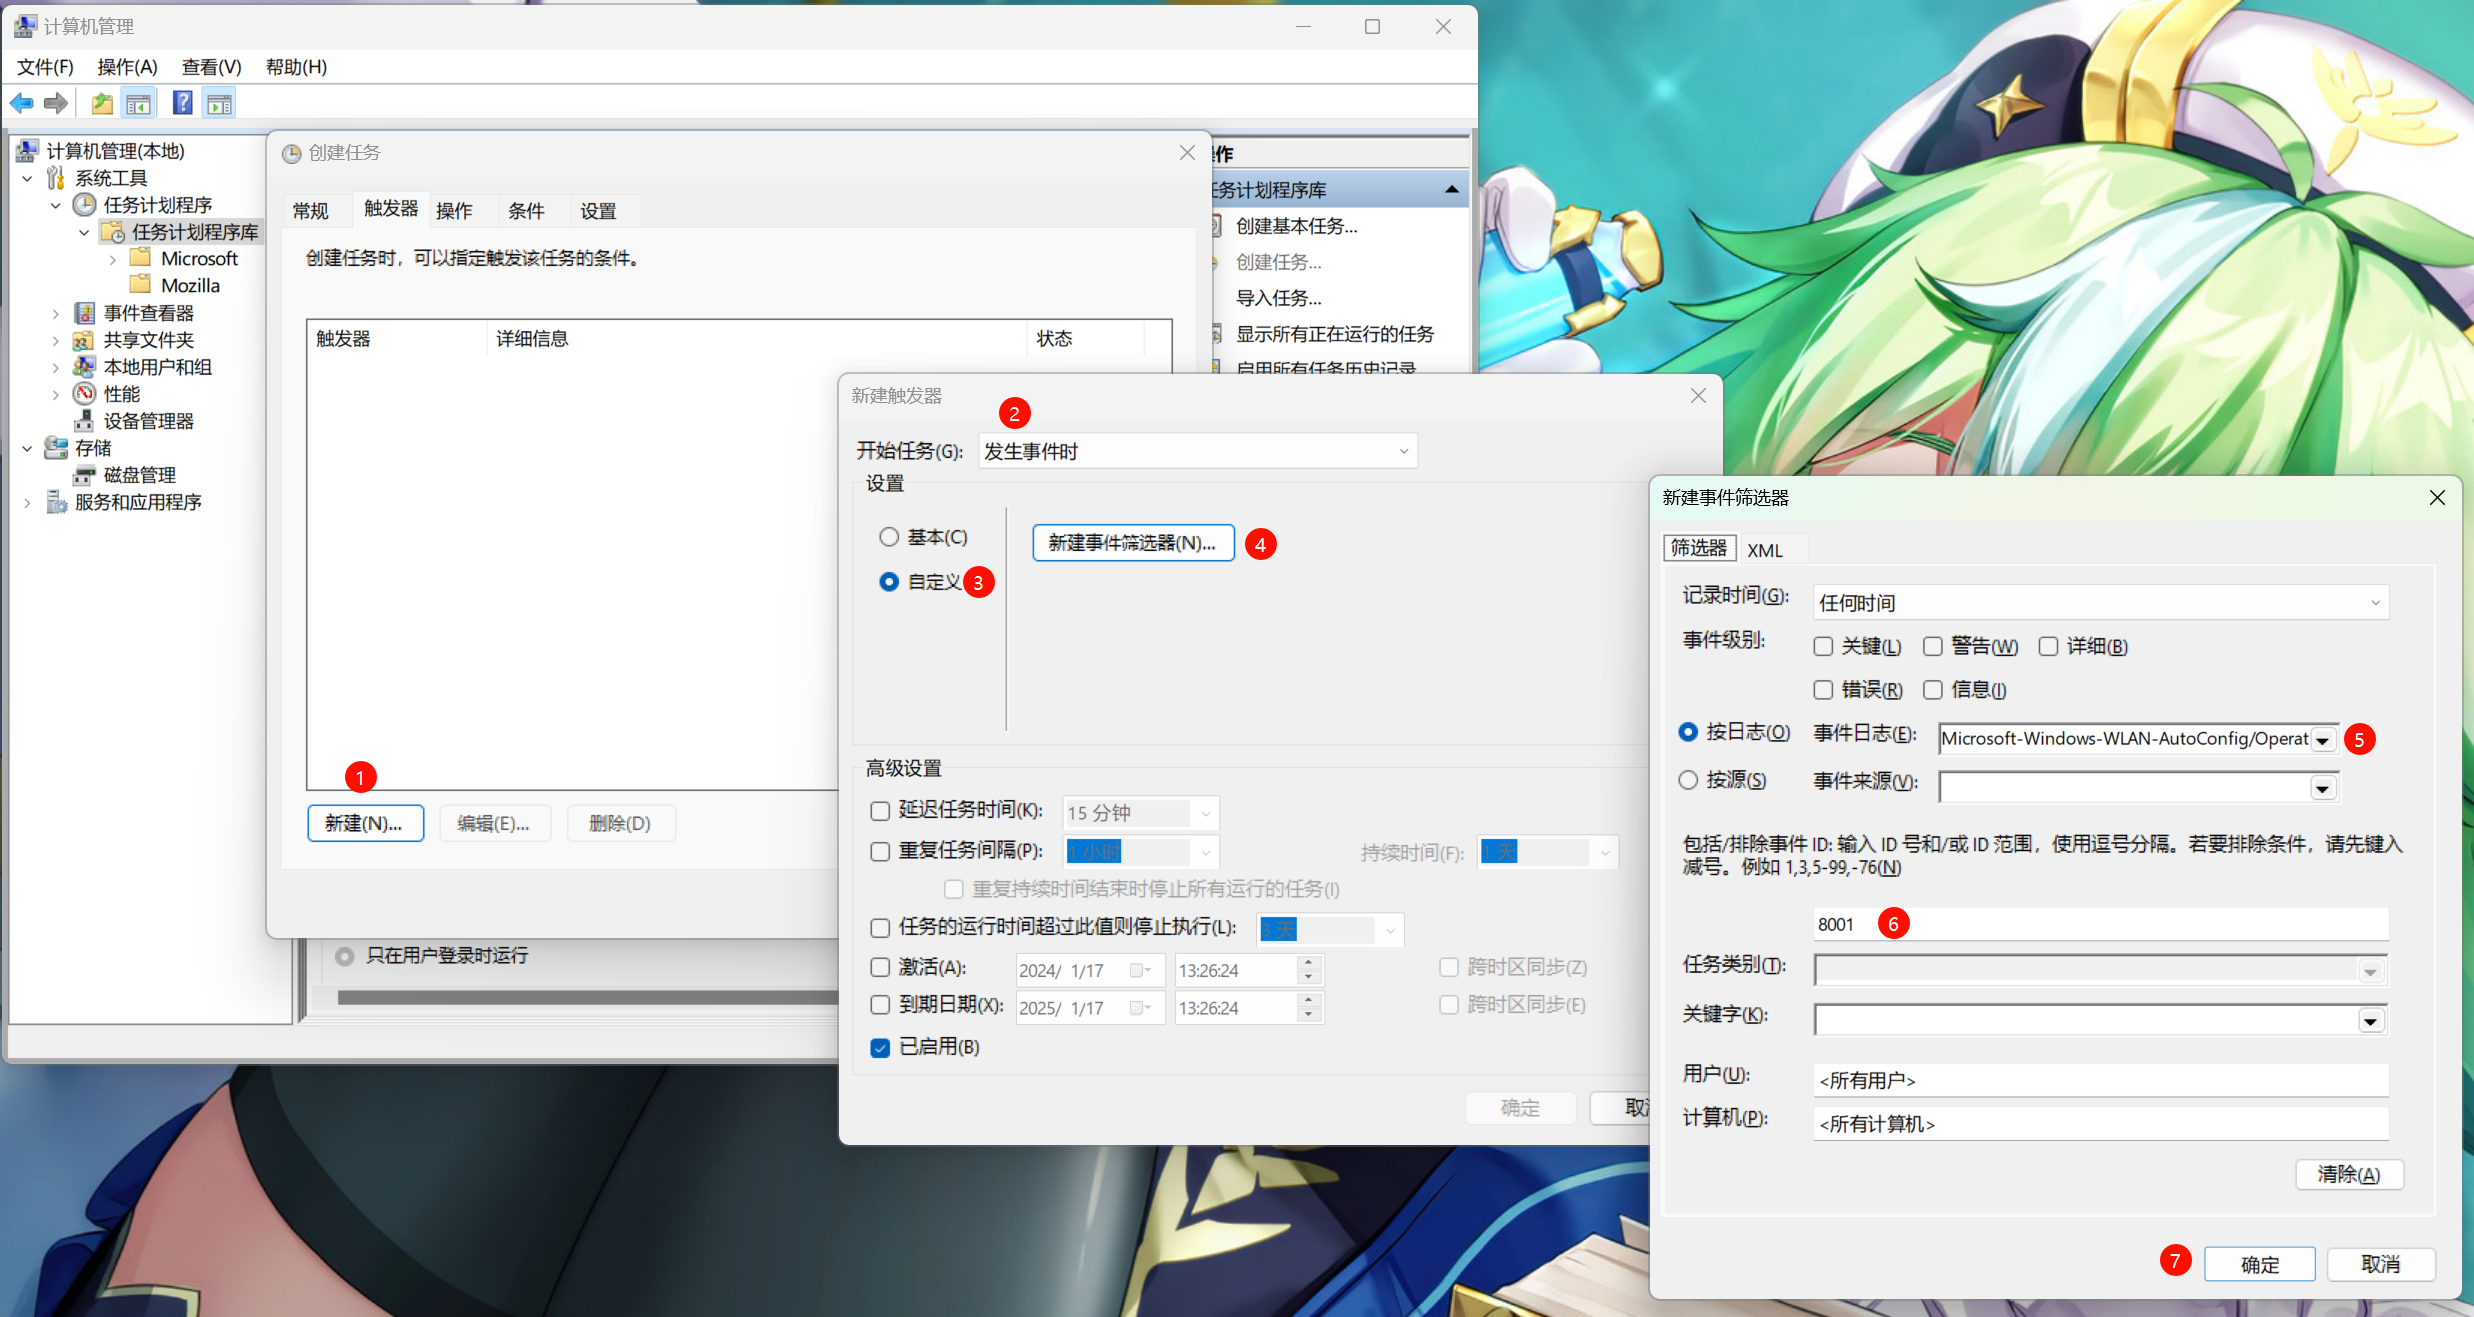 计算机管理
文件(F) 操作(A) 查看(V) 帮助(H)
计算机管理(本地)
系统工具
任务计划程序
任务计划程序库
Microsoft
Mozilla
事件查看器
共享文件夹
本地用户和组
性能
设备管理器
存储
磁盘管理
服务和应用程序
创建任务
常规 触发器 操作 条件 设置
创建任务时，可以指定触发该任务的条件。
触发器 详细信息 状态
1
新建(N)... 编辑(E)... 删除(D)
只在用户登录时运行
作
任务计划程序库
创建基本任务...
创建任务...
导入任务...
显示所有正在运行的任务
启用所有任务历史记录
新建触发器
2
开始任务(G): 发生事件时
设置
基本(C)
自定义 3
新建事件筛选器(N)... 4
高级设置
延迟任务时间(K): 15 分钟
重复任务间隔(P): 1 小时 持续时间(F): 1 天
重复持续时间结束时停止所有运行的任务(I)
任务的运行时间超过此值则停止执行(L): 3 天
激活(A): 2024/ 1/17 13:26:24 跨时区同步(Z)
到期日期(X): 2025/ 1/17 13:26:24 跨时区同步(E)
已启用(B)
确定 取
新建事件筛选器
筛选器 XML
记录时间(G): 任何时间
事件级别: 关键(L) 警告(W) 详细(B)
错误(R) 信息(I)
按日志(O) 事件日志(E): Microsoft-Windows-WLAN-AutoConfig/Operat 5
按源(S) 事件来源(V):
包括/排除事件 ID: 输入 ID 号和/或 ID 范围，使用逗号分隔。若要排除条件，请先键入
减号。例如 1,3,5-99,-76(N)
8001 6
任务类别(T):
关键字(K):
用户(U): <所有用户>
计算机(P): <所有计算机>
清除(A)
7 确定 取消